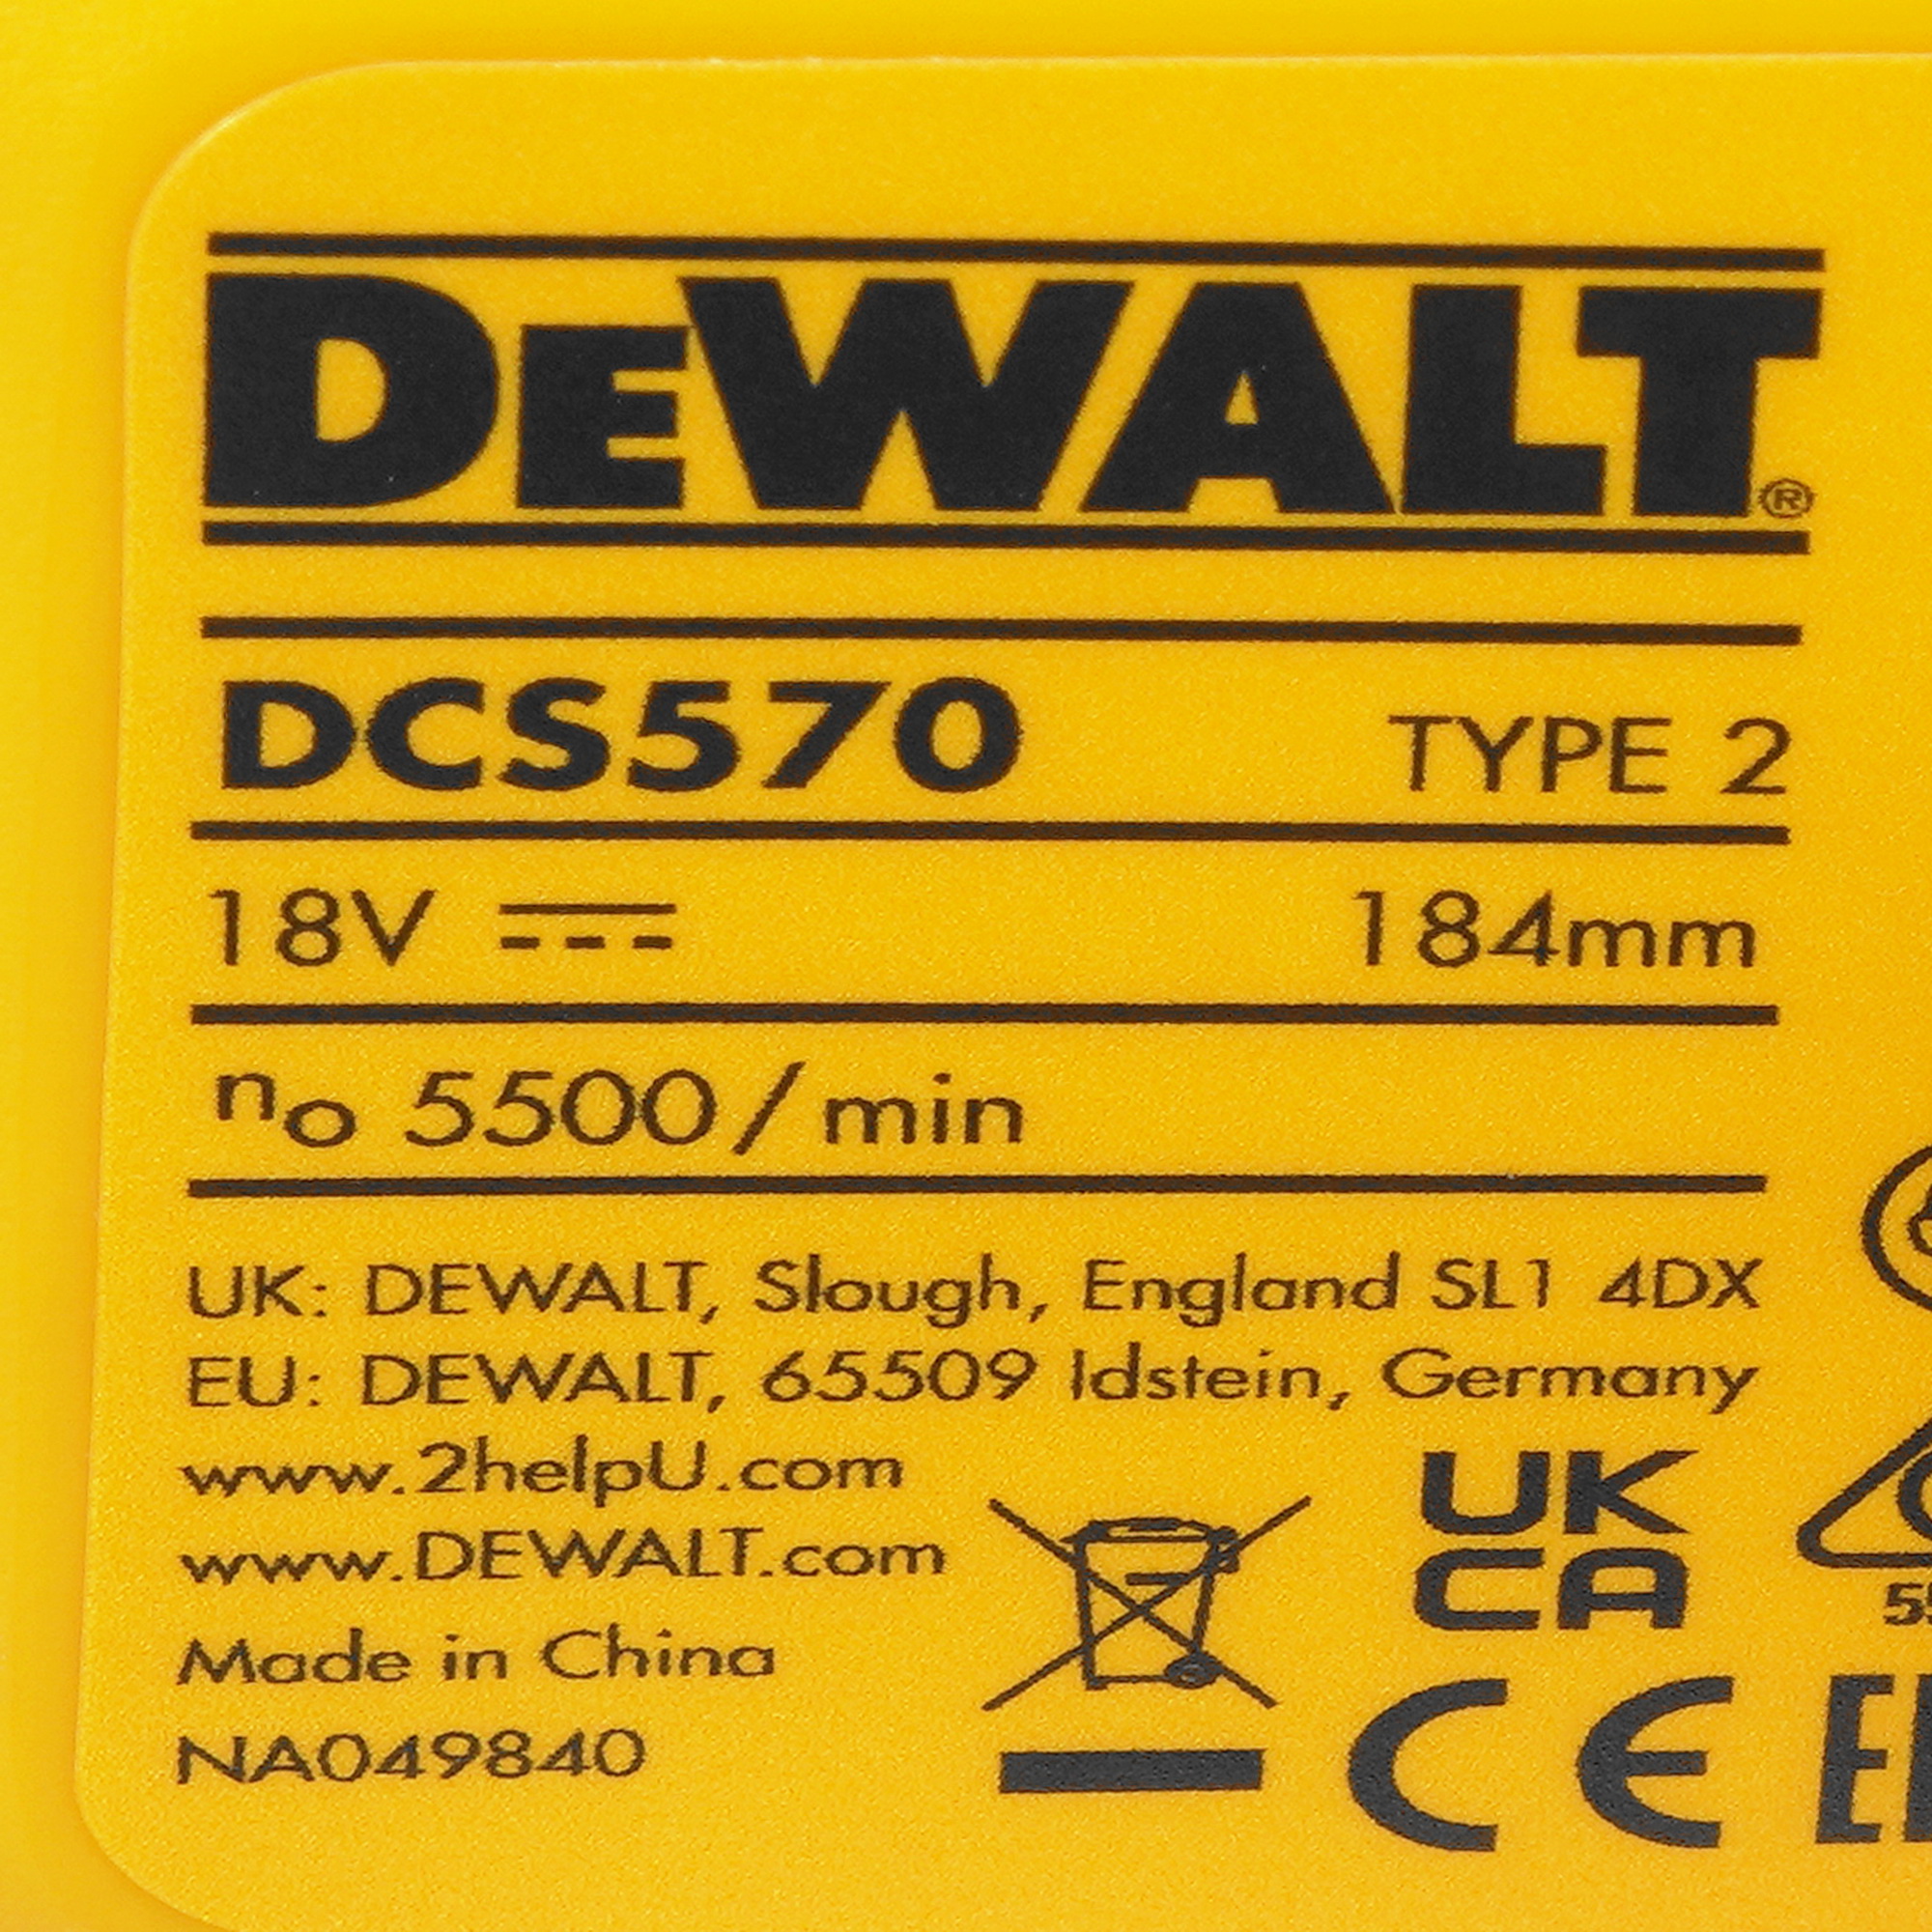 DEWALT®
DCS570 TYPE 2
18V ⎓ 184mm
no 5500/min
UK: DEWALT, Slough, England SL1 4DX
EU: DEWALT, 65509 Idstein, Germany
www.2helpU.com
www.DEWALT.com
Made in China
NA049840
UK
CA
CE